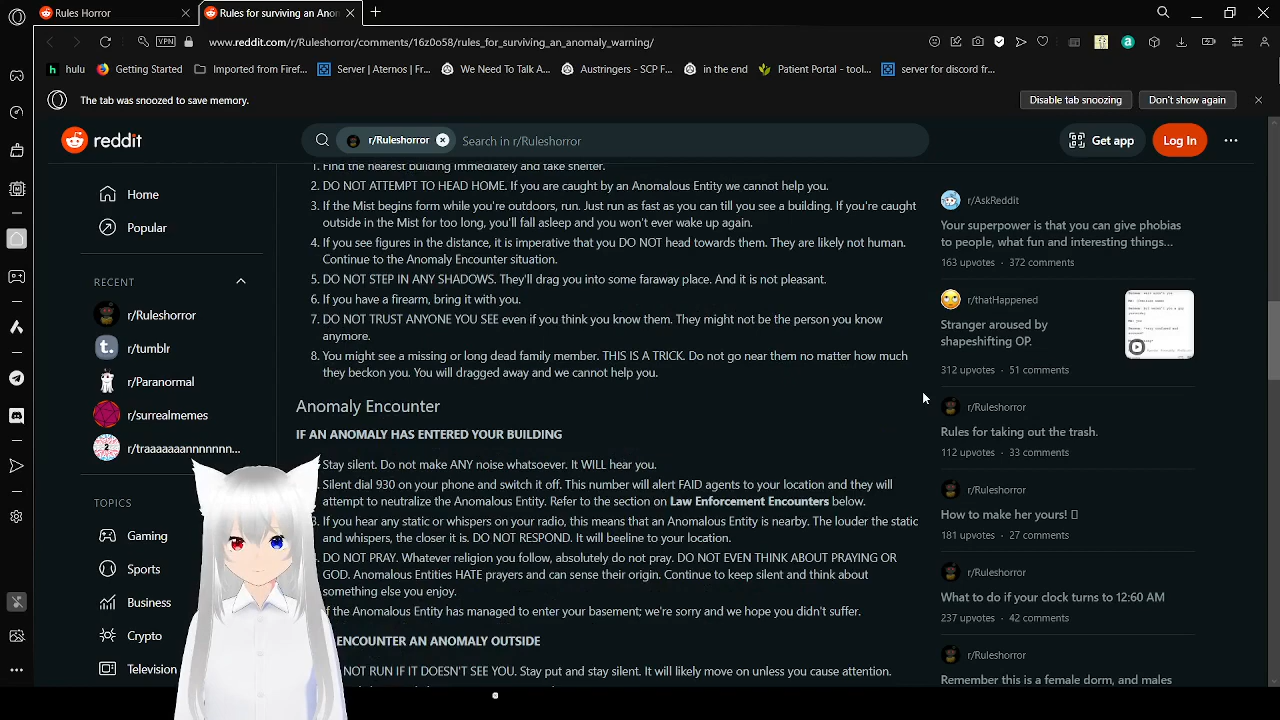 Rules Horror
Rules for surviving an Anon
VPN
www.reddit.com/r/Ruleshorror/comments/16z0o58/rules_for_surviving_an_anomaly_warning/
hulu
Getting Started
Imported from Firef...
Server | Aternos | Fr...
We Need To Talk A...
Austringers - SCP F...
in the end
Patient Portal - tool...
server for discord fr...
The tab was snoozed to save memory.
Disable tab snoozing
Don't show again
reddit
r/Ruleshorror
Search in r/Ruleshorror
Get app
Log In
Home
Popular
RECENT
r/Ruleshorror
r/tumblr
r/Paranormal
r/surrealmemes
r/traaaaaaannnnnnn...
TOPICS
Gaming
Sports
Business
Crypto
Television
1. Find the nearest building immediately and take shelter.
2. DO NOT ATTEMPT TO HEAD HOME. If you are caught by an Anomalous Entity we cannot help you.
3. If the Mist begins form while you're outdoors, run. Just run as fast as you can till you see a building. If you're caught
outside in the Mist for too long, you'll fall asleep and you won't ever wake up again.
4. If you see figures in the distance, it is imperative that you DO NOT head towards them. They are likely not human.
Continue to the Anomaly Encounter situation.
5. DO NOT STEP IN ANY SHADOWS. They'll drag you into some faraway place. And it is not pleasant.
6. If you have a firearm, bring it with you.
7. DO NOT TRUST ANYONE YOU SEE even if you think you know them. They might not be the person you know
anymore.
8. You might see a missing friend or dead family member. THIS IS A TRICK. Do not go near them no matter how much
they beckon you. You will dragged away and we cannot help you.
Anomaly Encounter
IF AN ANOMALY HAS ENTERED YOUR BUILDING
Stay silent. Do not make ANY noise whatsoever. It WILL hear you.
Silent dial 930 on your phone and switch it off. This number will alert FAID agents to your location and they will
attempt to neutralize the Anomalous Entity. Refer to the section on Law Enforcement Encounters below.
If you hear any static or whispers on your radio, this means that an Anomalous Entity is nearby. The louder the static
and whispers, the closer it is. DO NOT RESPOND. It will beeline to your location.
DO NOT PRAY. Whatever religion you follow, absolutely do not pray. DO NOT EVEN THINK ABOUT PRAYING OR
GOD. Anomalous Entities HATE prayers and can sense their origin. Continue to keep silent and think about
something else you enjoy.
If the Anomalous Entity has managed to enter your basement; we're sorry and we hope you didn't suffer.
ENCOUNTER AN ANOMALY OUTSIDE
NOT RUN IF IT DOESN'T SEE YOU. Stay put and stay silent. It will likely move on unless you cause attention.
r/AskReddit
Your superpower is that you can give phobias
to people, what fun and interesting things...
163 upvotes · 372 comments
r/thatHappened
Stranger aroused by
shapeshifting OP.
312 upvotes · 51 comments
r/Ruleshorror
Rules for taking out the trash.
112 upvotes · 33 comments
r/Ruleshorror
How to make her yours!
181 upvotes · 27 comments
r/Ruleshorror
What to do if your clock turns to 12:60 AM
237 upvotes · 42 comments
r/Ruleshorror
Remember this is a female dorm, and males